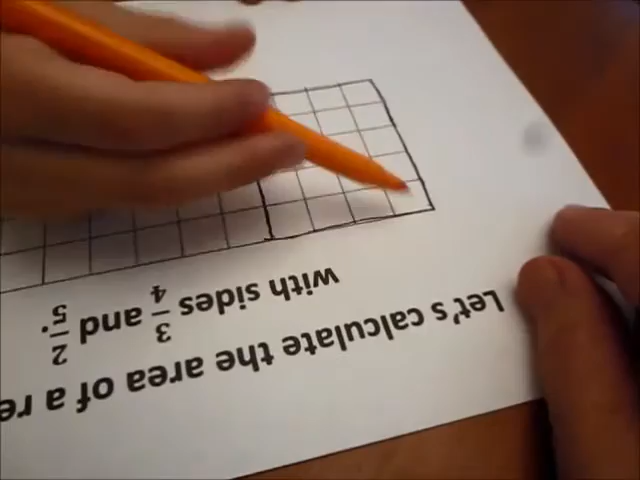 Let's calculate the area of a re
with sides 3/4 and 2/5.